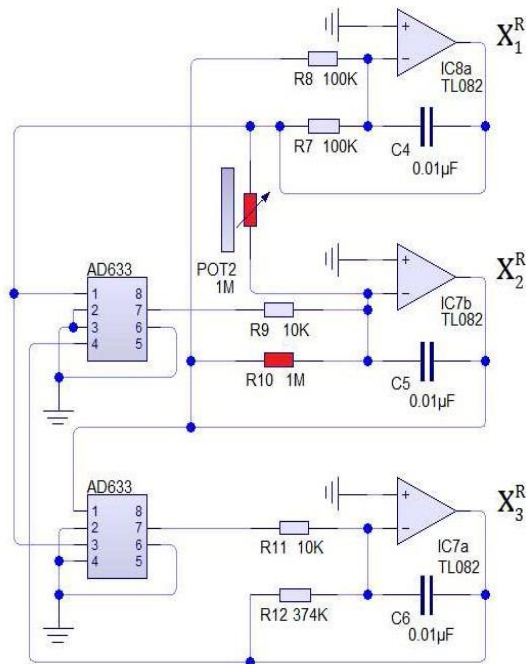 X₁ᴿ
+
−
IC8a
TL082
R8 100K
R7 100K
C4
0.01µF
POT2
1M
X₂ᴿ
+
−
IC7b
TL082
AD633
1 8
2 7
3 6
4 5
R9 10K
R10 1M
C5
0.01µF
X₃ᴿ
+
−
IC7a
TL082
AD633
1 8
2 7
3 6
4 5
R11 10K
R12 374K
C6
0.01µF